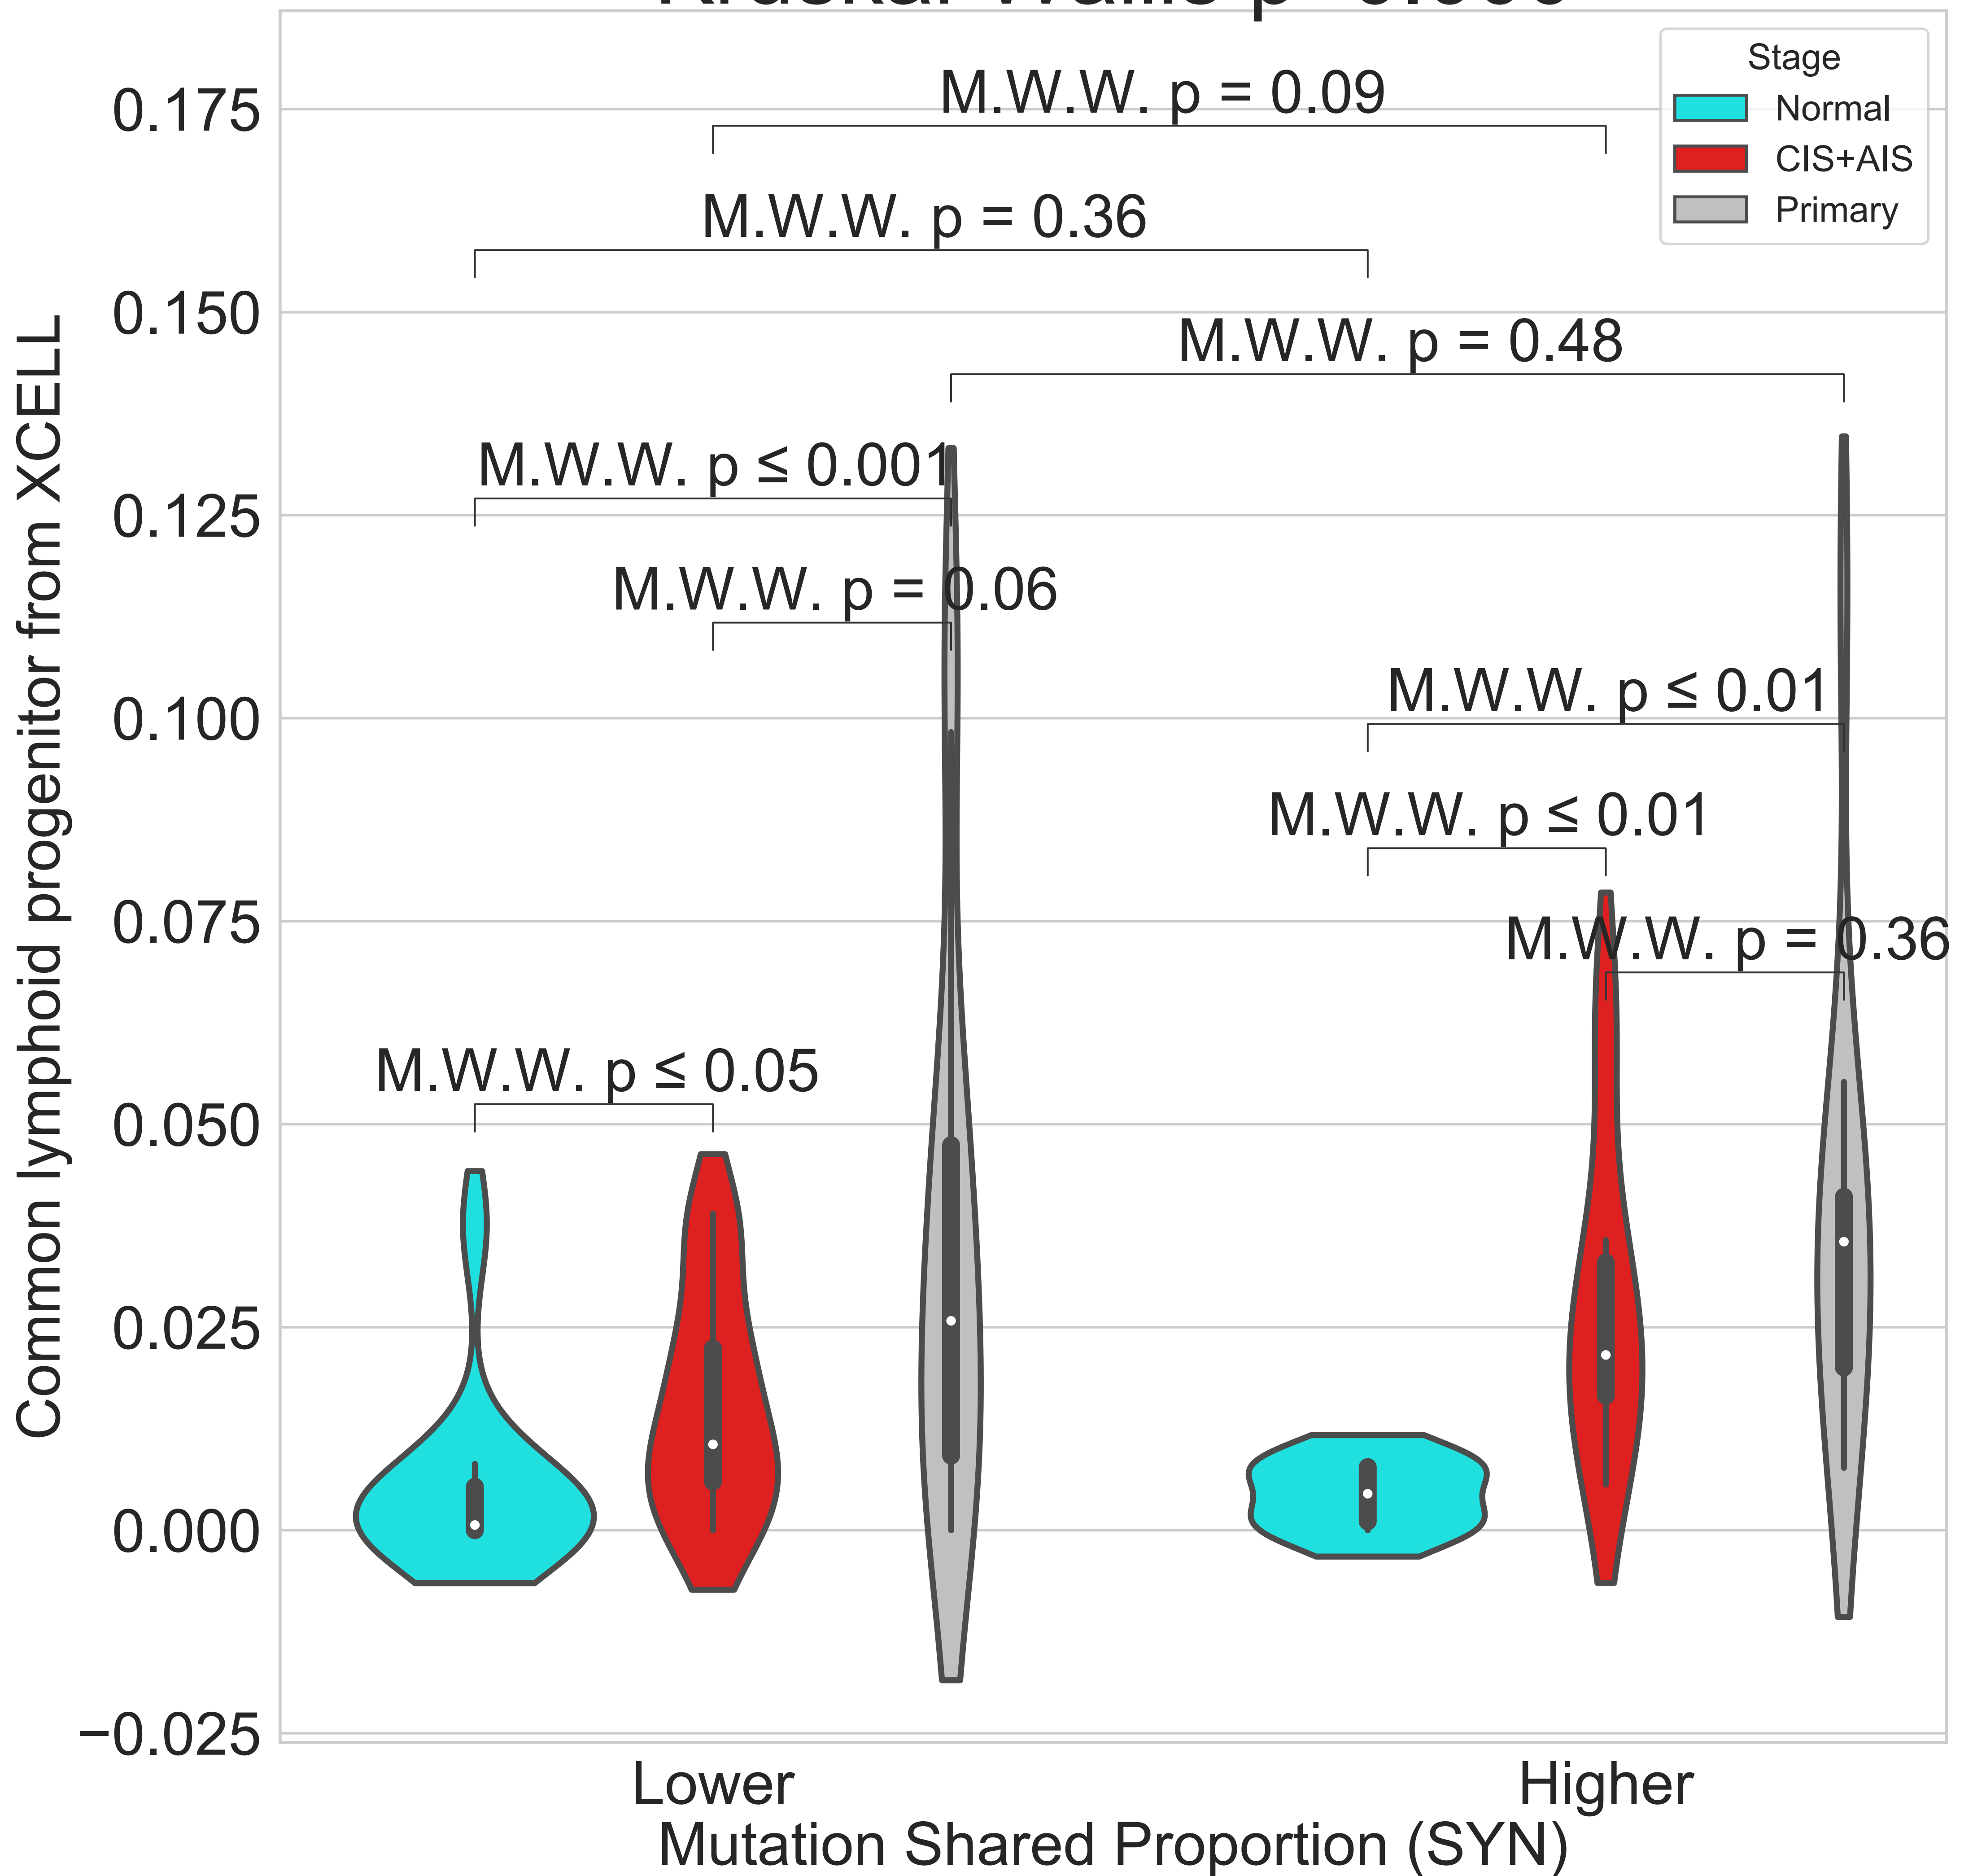 Stage
Normal
CIS+AIS
Primary
M.W.W. p = 0.09
M.W.W. p = 0.36
M.W.W. p = 0.48
M.W.W. p ≤ 0.001
M.W.W. p = 0.06
M.W.W. p ≤ 0.01
M.W.W. p ≤ 0.01
M.W.W. p = 0.36
M.W.W. p ≤ 0.05
0.175
0.150
0.125
0.100
0.075
0.050
0.025
0.000
−0.025
Common lymphoid progenitor from XCELL
Lower
Higher
Mutation Shared Proportion (SYN)